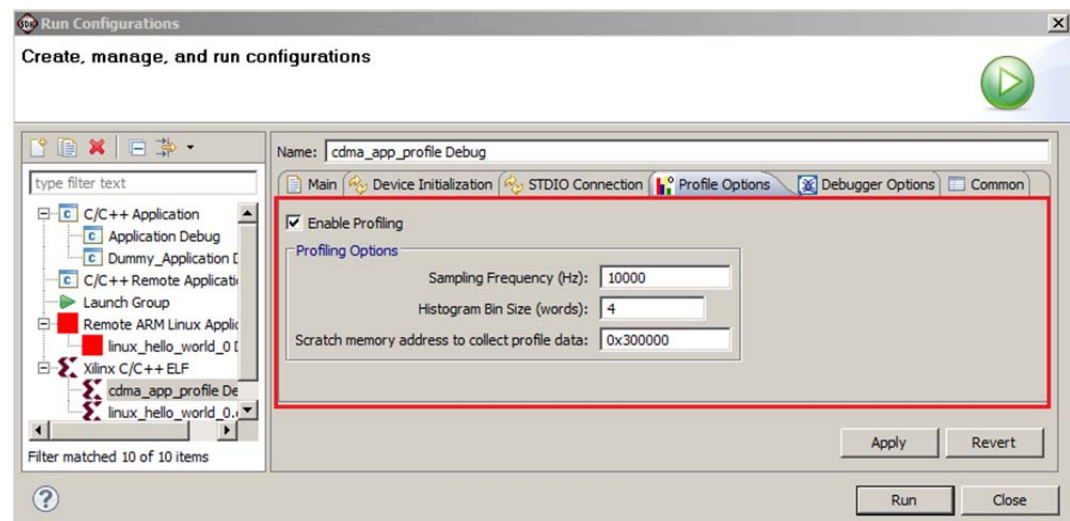 SDK Run Configurations
Create, manage, and run configurations
type filter text
C/C++ Application
Application Debug
Dummy_Application D
C/C++ Remote Applicati
Launch Group
Remote ARM Linux Applic
linux_hello_world_0 D
Xilinx C/C++ ELF
cdma_app_profile De
linux_hello_world_0.
Filter matched 10 of 10 items
Name: cdma_app_profile Debug
Main Device Initialization STDIO Connection Profile Options Debugger Options Common
Enable Profiling
Profiling Options
Sampling Frequency (Hz): 10000
Histogram Bin Size (words): 4
Scratch memory address to collect profile data: 0x300000
Apply Revert
? Run Close